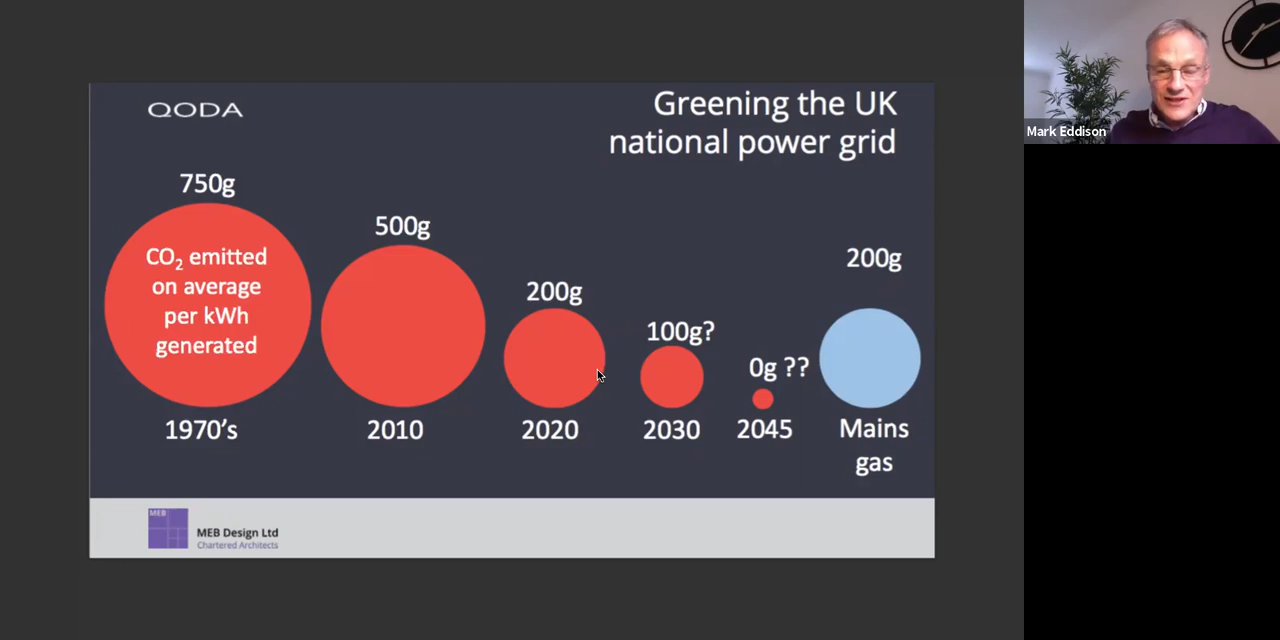 QODA
Greening the UK
national power grid
750g
CO₂ emitted
on average
per kWh
generated
1970's
500g
2010
200g
2020
100g?
2030
0g ??
2045
200g
Mains
gas
MEB
MEB Design Ltd
Chartered Architects
Mark Eddison